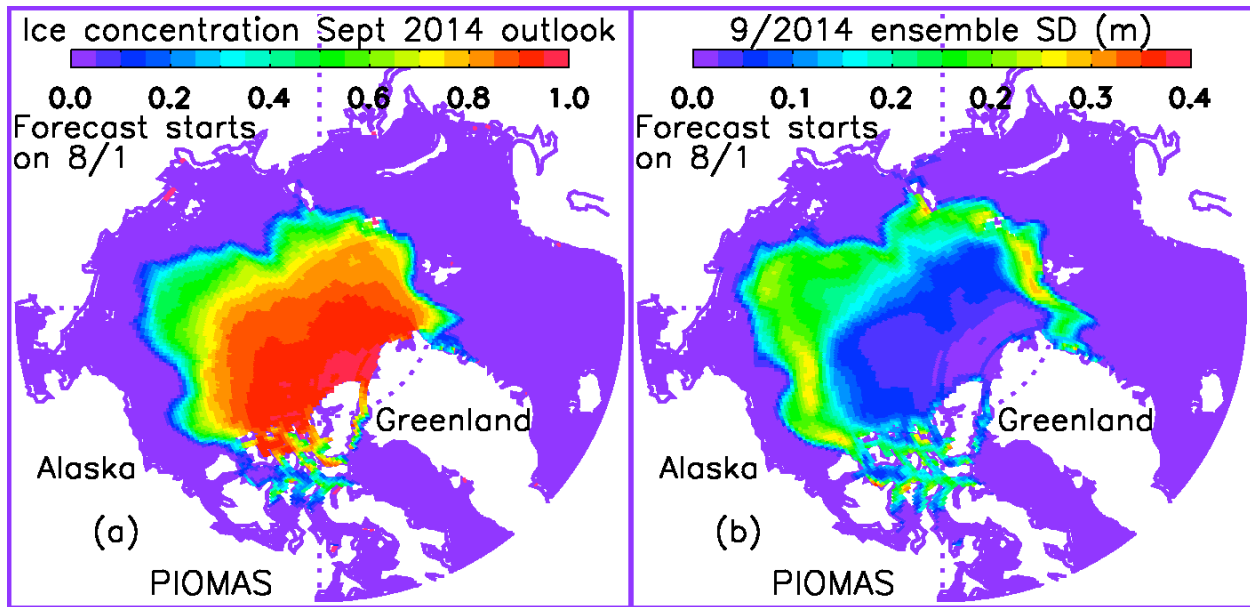 Ice concentration Sept 2014 outlook
0.0 0.2 0.4 0.6 0.8 1.0
Forecast starts
on 8/1
Greenland
Alaska
(a)
PIOMAS
9/2014 ensemble SD (m)
0.0 0.1 0.2 0.2 0.3 0.4
Forecast starts
on 8/1
Greenland
Alaska
(b)
PIOMAS